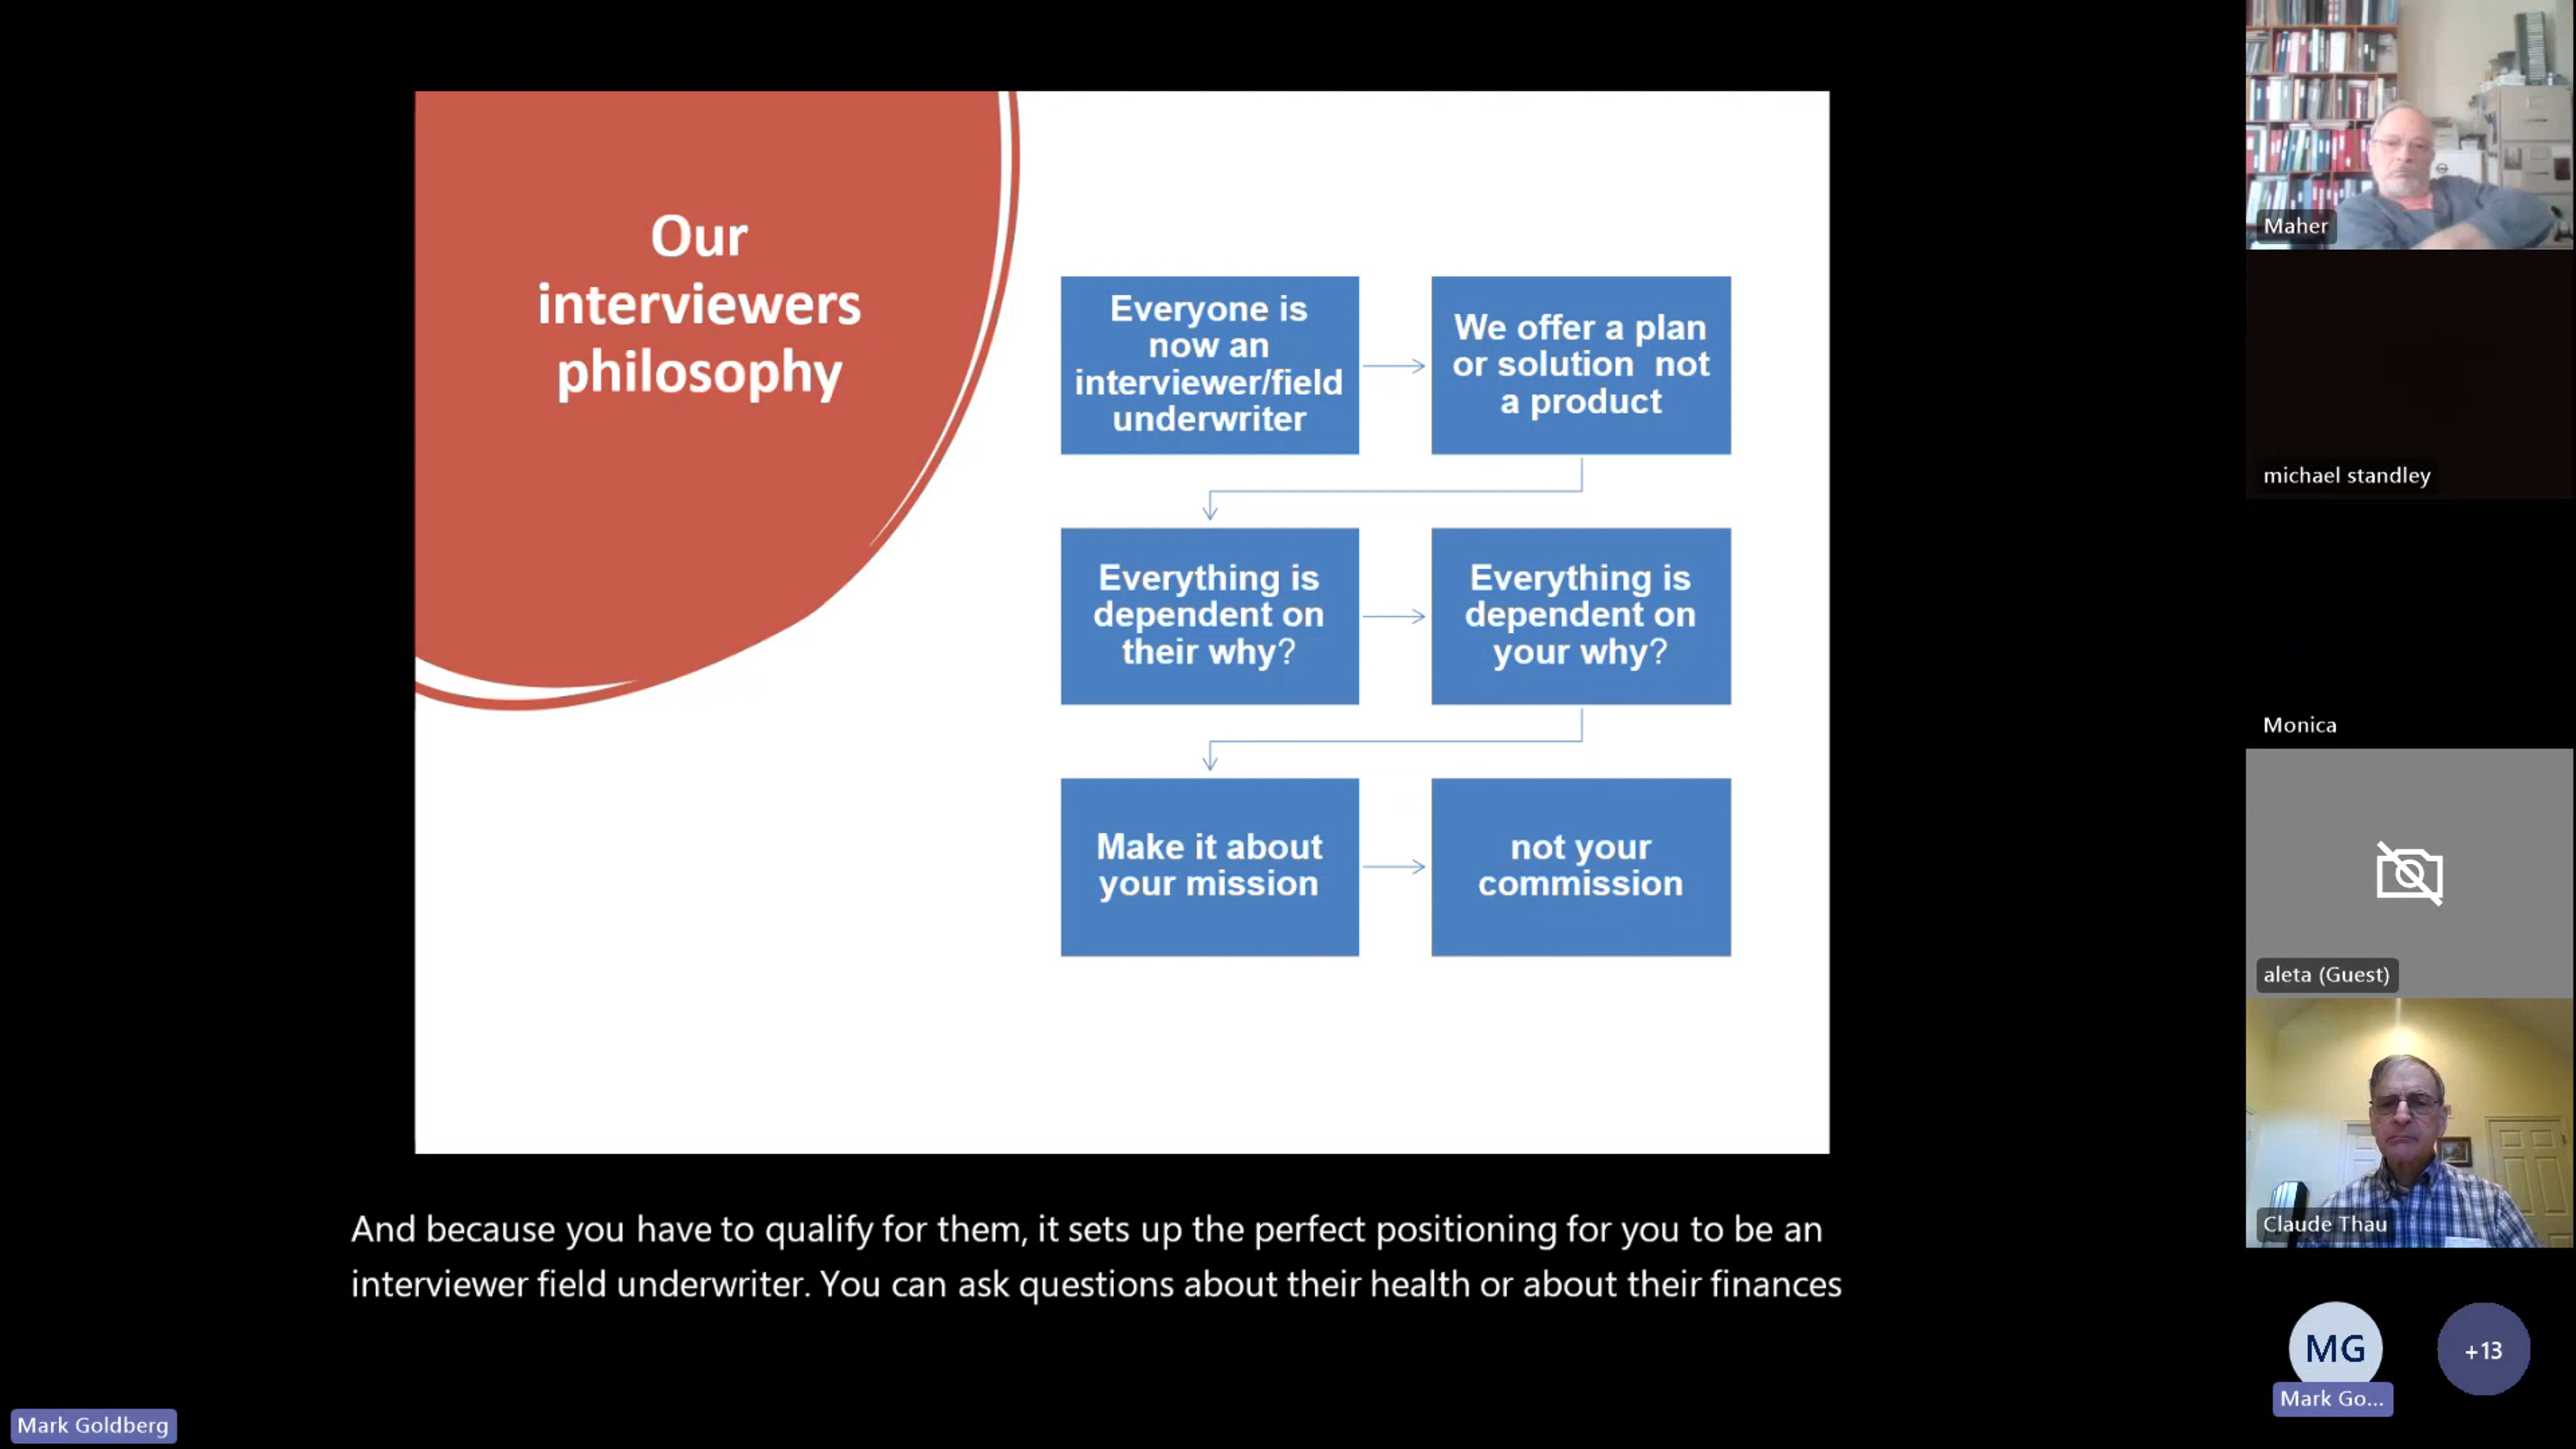 Our
interviewers
philosophy
Everyone is
now an
interviewer/field
underwriter
We offer a plan
or solution not
a product
Everything is
dependent on
their why?
Everything is
dependent on
your why?
Make it about
your mission
not your
commission
And because you have to qualify for them, it sets up the perfect positioning for you to be an
interviewer field underwriter. You can ask questions about their health or about their finances
Mark Goldberg
Maher
michael standley
Monica
aleta (Guest)
Claude Thau
MG
Mark Go...
+13